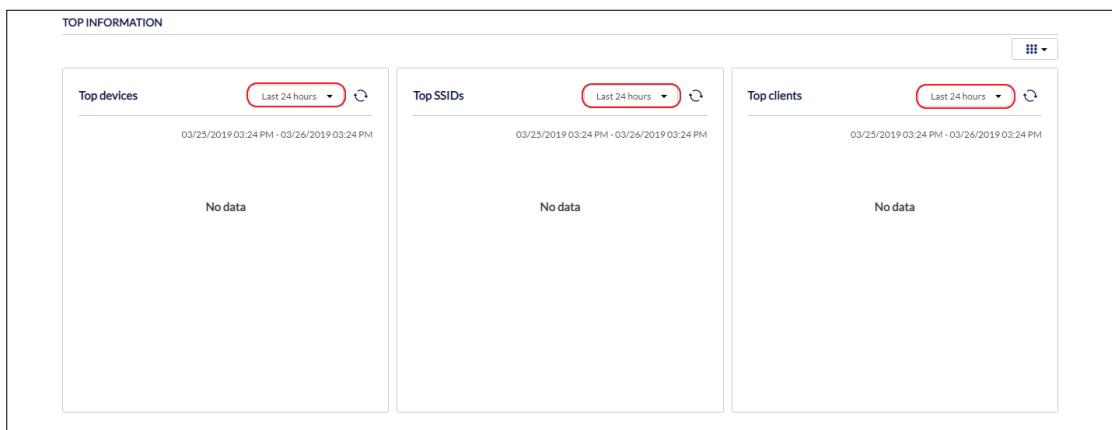 TOP INFORMATION
Top devices
Last 24 hours
03/25/2019 03:24 PM - 03/26/2019 03:24 PM
No data
Top SSIDs
Last 24 hours
03/25/2019 03:24 PM - 03/26/2019 03:24 PM
No data
Top clients
Last 24 hours
03/25/2019 03:24 PM - 03/26/2019 03:24 PM
No data